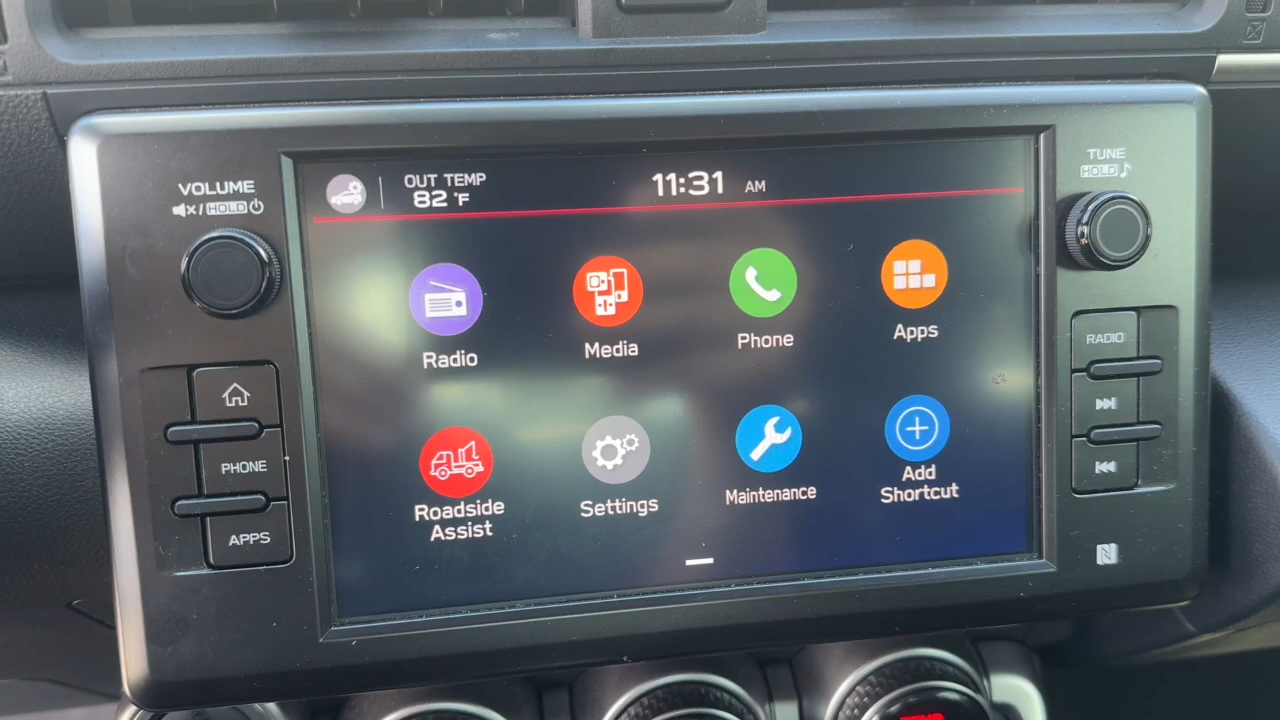 VOLUME
/HOLD
OUT TEMP
82 °F
11:31 AM
TUNE
HOLD
Radio
Media
Phone
Apps
Roadside
Assist
Settings
Maintenance
Add
Shortcut
PHONE
APPS
RADIO
N